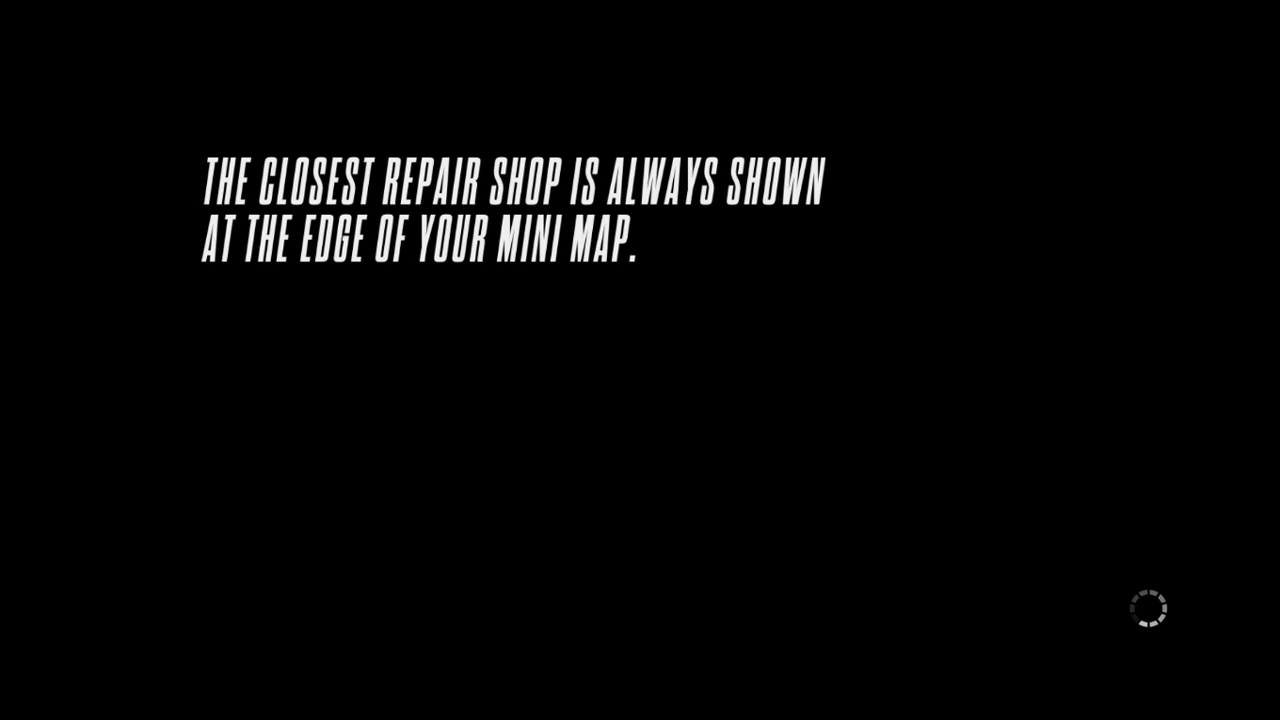 THE CLOSEST REPAIR SHOP IS ALWAYS SHOWN
AT THE EDGE OF YOUR MINI MAP.